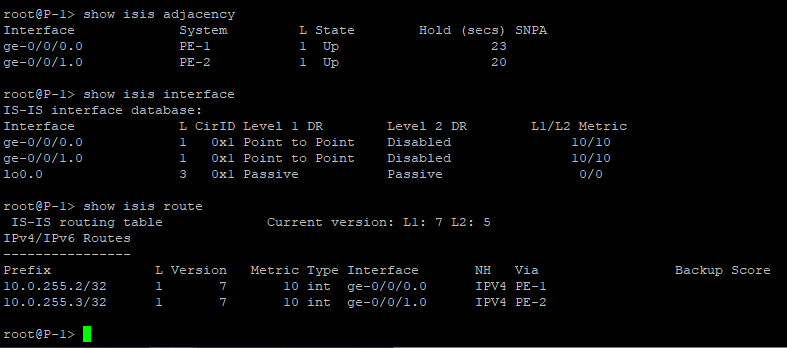 root@P-1> show isis adjacency
Interface             System         L State        Hold (secs) SNPA
ge-0/0/0.0            PE-1           1  Up                   23
ge-0/0/1.0            PE-2           1  Up                   20
root@P-1> show isis interface
IS-IS interface database:
Interface             L CirID Level 1 DR        Level 2 DR        L1/L2 Metric
ge-0/0/0.0            1   0x1 Point to Point    Disabled               10/10
ge-0/0/1.0            1   0x1 Point to Point    Disabled               10/10
lo0.0                 3   0x1 Passive           Passive                 0/0
root@P-1> show isis route
 IS-IS routing table             Current version: L1: 7 L2: 5
IPv4/IPv6 Routes
----------------
Prefix             L Version   Metric Type Interface       NH   Via                 Backup Score
10.0.255.2/32      1       7       10 int  ge-0/0/0.0      IPV4 PE-1
10.0.255.3/32      1       7       10 int  ge-0/0/1.0      IPV4 PE-2
root@P-1>